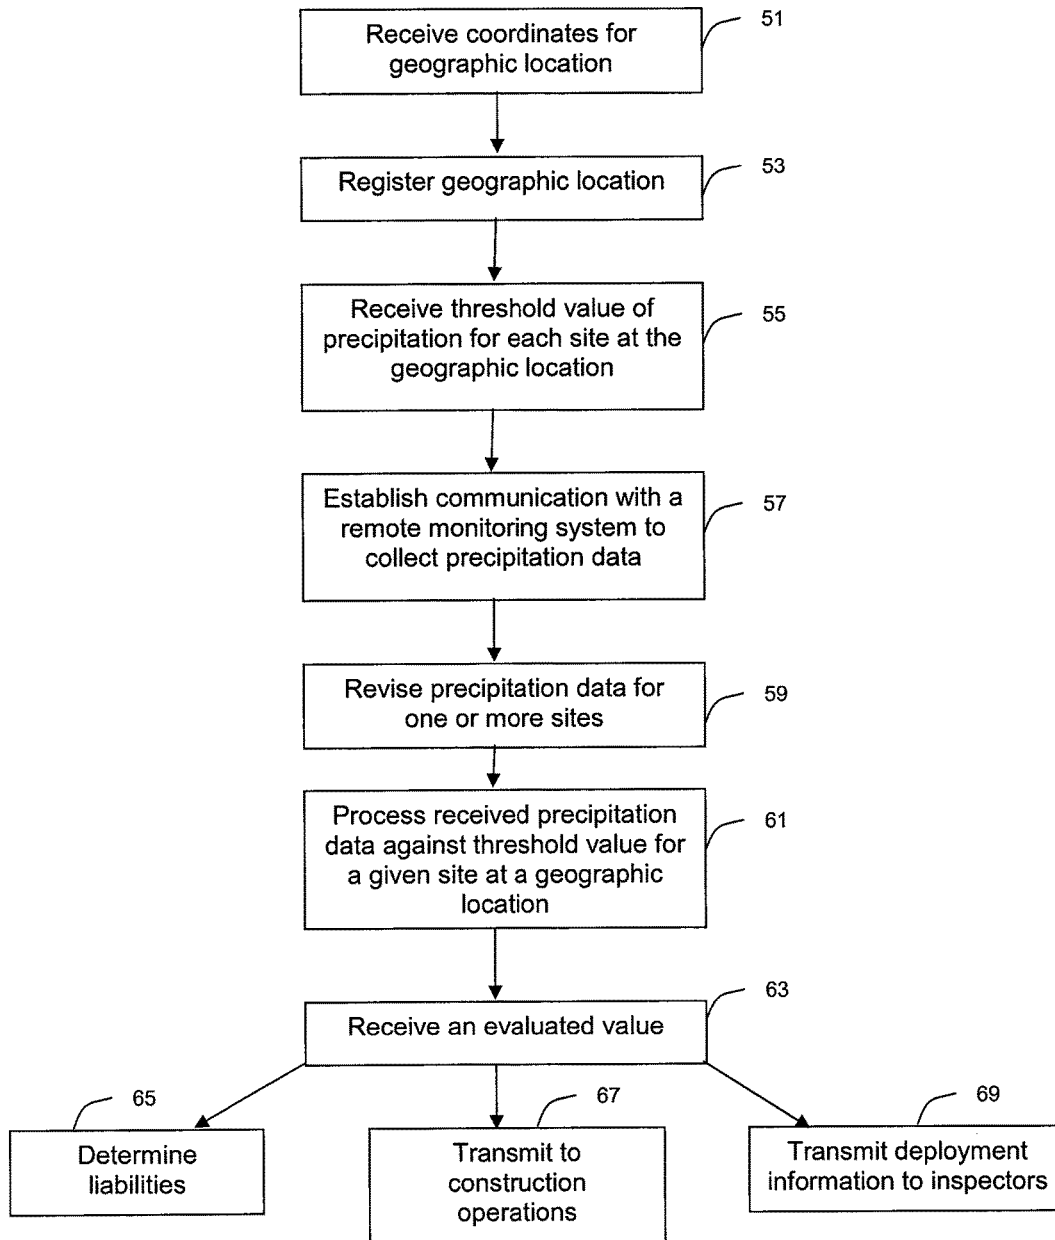 Receive coordinates for
geographic location
51
Register geographic location
53
Receive threshold value of
precipitation for each site at the
geographic location
55
Establish communication with a
remote monitoring system to
collect precipitation data
57
Revise precipitation data for
one or more sites
59
Process received precipitation
data against threshold value for
a given site at a geographic
location
61
Receive an evaluated value
63
65
Determine
liabilities
67
Transmit to
construction
operations
69
Transmit deployment
information to inspectors